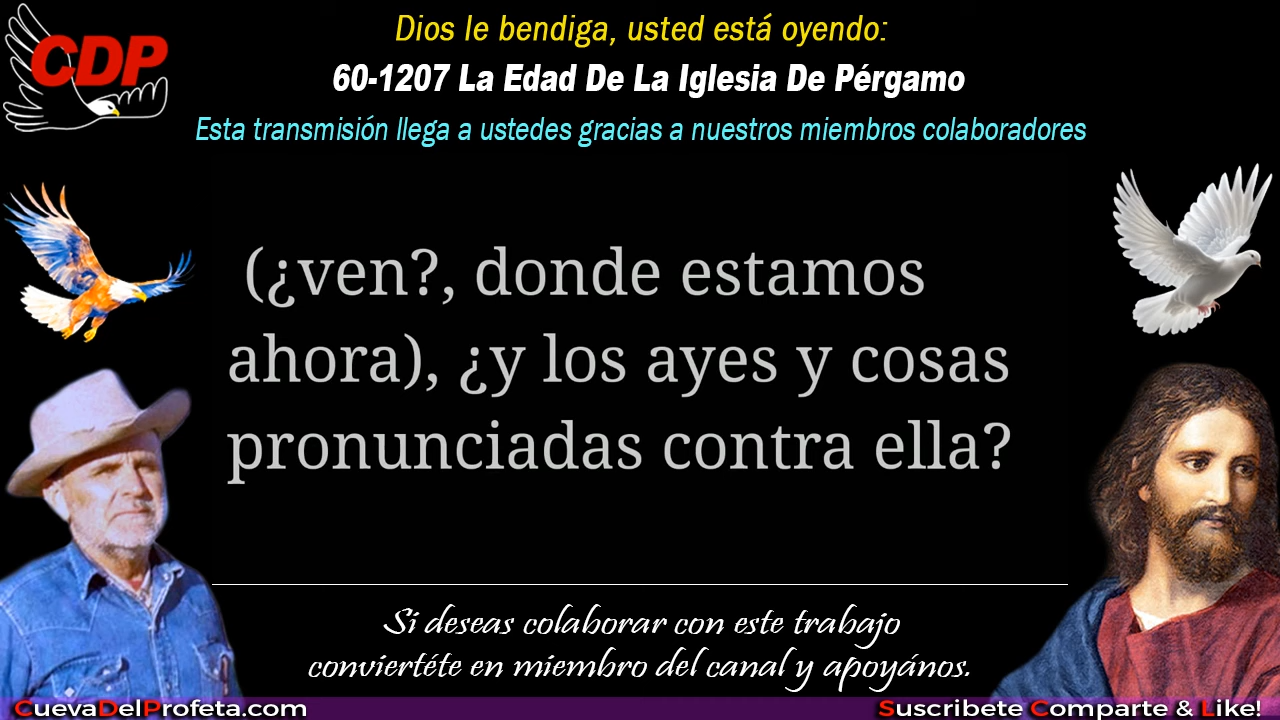 CDP
Dios le bendiga, usted está oyendo:
60-1207 La Edad De La Iglesia De Pérgamo
Esta transmisión llega a ustedes gracias a nuestros miembros colaboradores
(¿ven?, donde estamos
ahora), ¿y los ayes y cosas
pronunciadas contra ella?
Si deseas colaborar con este trabajo
conviertéte en miembro del canal y apoyános.
CuevaDelProfeta.com
Suscribete Comparte & Like!